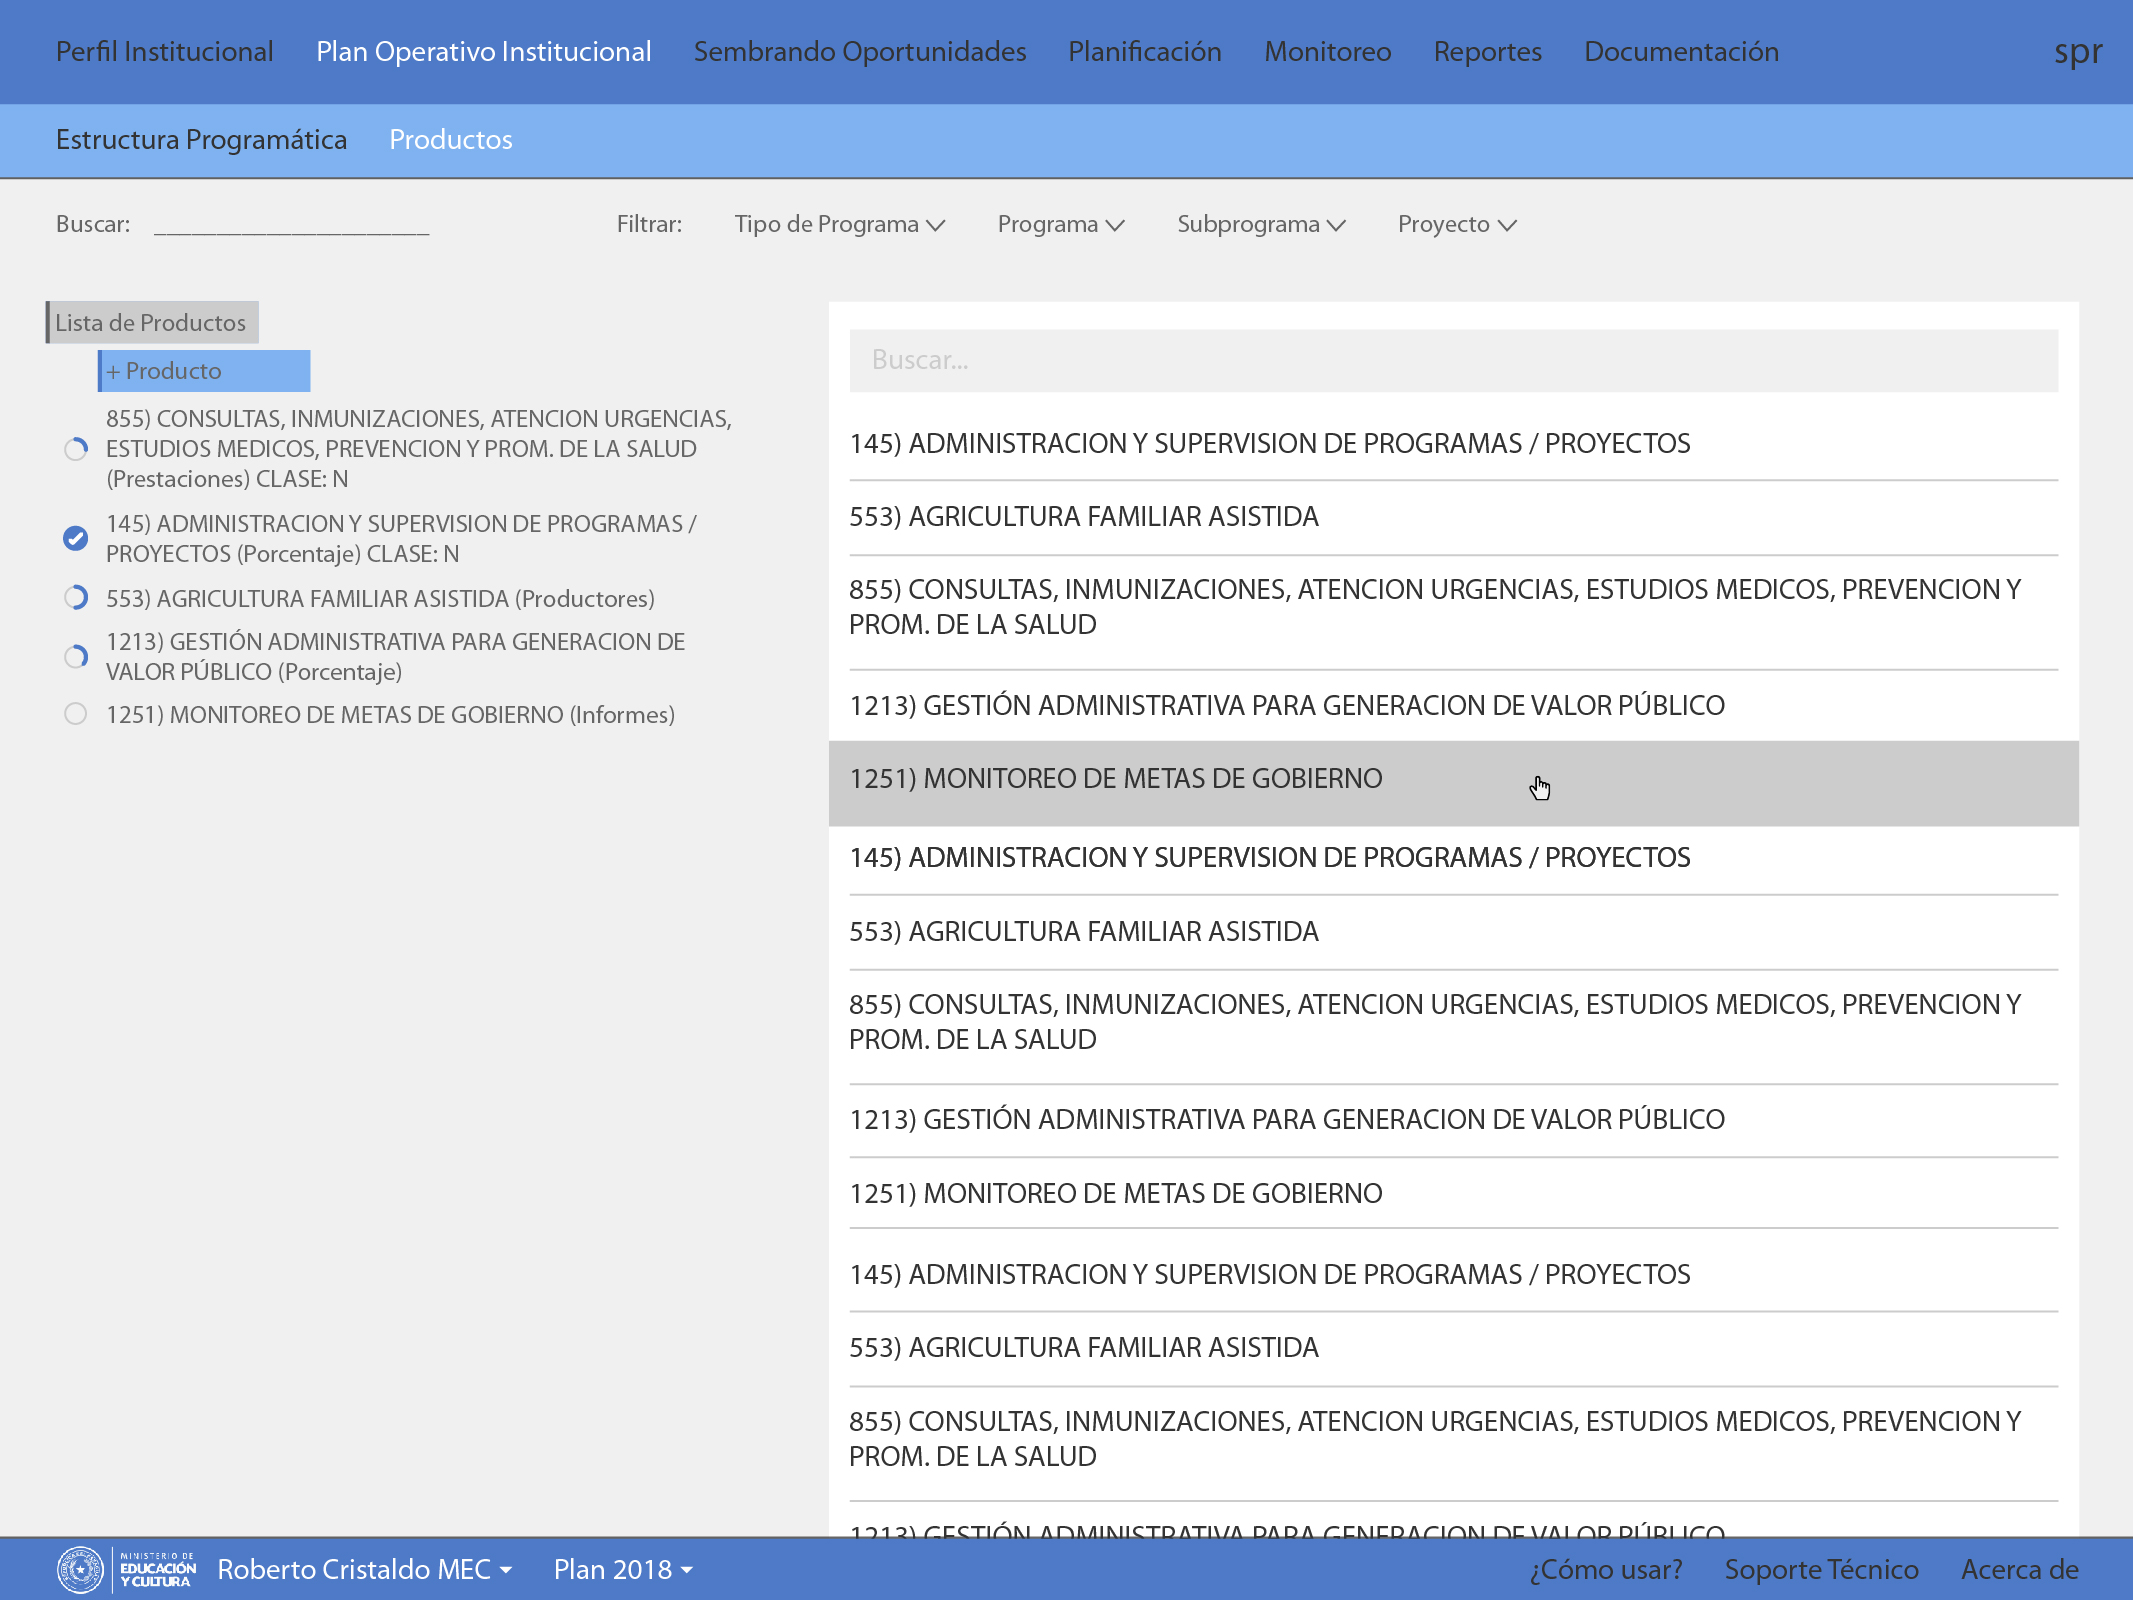 Perfil Institucional Plan Operativo Institucional Sembrando Oportunidades Planificación Monitoreo Reportes Documentación spr
Estructura Programática Productos
Buscar: ______________________ Filtrar: Tipo de Programa Programa Subprograma Proyecto
Lista de Productos
+ Producto
855) CONSULTAS, INMUNIZACIONES, ATENCION URGENCIAS,
ESTUDIOS MEDICOS, PREVENCION Y PROM. DE LA SALUD
(Prestaciones) CLASE: N
145) ADMINISTRACION Y SUPERVISION DE PROGRAMAS /
PROYECTOS (Porcentaje) CLASE: N
553) AGRICULTURA FAMILIAR ASISTIDA (Productores)
1213) GESTIÓN ADMINISTRATIVA PARA GENERACION DE
VALOR PÚBLICO (Porcentaje)
1251) MONITOREO DE METAS DE GOBIERNO (Informes)
Buscar...
145) ADMINISTRACION Y SUPERVISION DE PROGRAMAS / PROYECTOS
553) AGRICULTURA FAMILIAR ASISTIDA
855) CONSULTAS, INMUNIZACIONES, ATENCION URGENCIAS, ESTUDIOS MEDICOS, PREVENCION Y
PROM. DE LA SALUD
1213) GESTIÓN ADMINISTRATIVA PARA GENERACION DE VALOR PÚBLICO
1251) MONITOREO DE METAS DE GOBIERNO
145) ADMINISTRACION Y SUPERVISION DE PROGRAMAS / PROYECTOS
553) AGRICULTURA FAMILIAR ASISTIDA
855) CONSULTAS, INMUNIZACIONES, ATENCION URGENCIAS, ESTUDIOS MEDICOS, PREVENCION Y
PROM. DE LA SALUD
1213) GESTIÓN ADMINISTRATIVA PARA GENERACION DE VALOR PÚBLICO
1251) MONITOREO DE METAS DE GOBIERNO
145) ADMINISTRACION Y SUPERVISION DE PROGRAMAS / PROYECTOS
553) AGRICULTURA FAMILIAR ASISTIDA
855) CONSULTAS, INMUNIZACIONES, ATENCION URGENCIAS, ESTUDIOS MEDICOS, PREVENCION Y
PROM. DE LA SALUD
1213) GESTIÓN ADMINISTRATIVA PARA GENERACION DE VALOR PÚBLICO
MINISTERIO DE
EDUCACIÓN
Y CULTURA
Roberto Cristaldo MEC Plan 2018 ¿Cómo usar? Soporte Técnico Acerca de